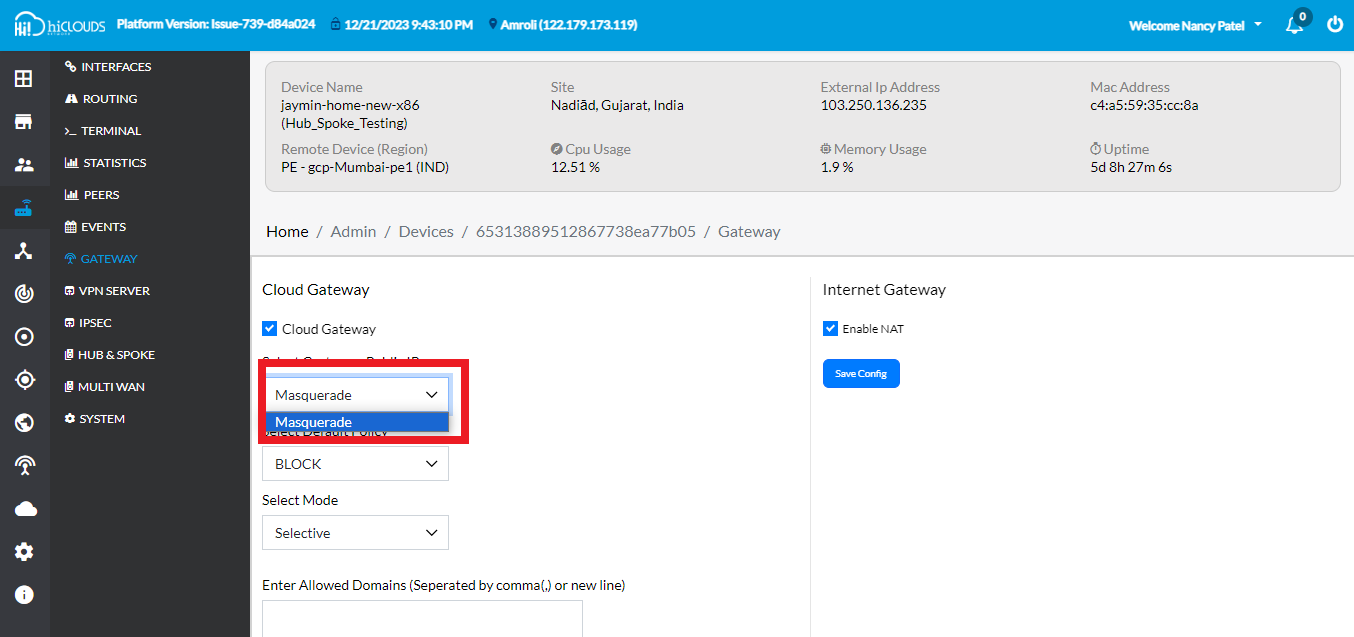 hiCLOUDS
NETWORK
Platform Version: Issue-739-d84a024
12/21/2023 9:43:10 PM
Amroli (122.179.173.119)
Welcome Nancy Patel
0
INTERFACES
ROUTING
TERMINAL
STATISTICS
PEERS
EVENTS
GATEWAY
VPN SERVER
IPSEC
HUB & SPOKE
MULTI WAN
SYSTEM
Device Name
jaymin-home-new-x86
(Hub_Spoke_Testing)
Site
Nadiād, Gujarat, India
External Ip Address
103.250.136.235
Mac Address
c4:a5:59:35:cc:8a
Remote Device (Region)
PE - gcp-Mumbai-pe1 (IND)
Cpu Usage
12.51 %
Memory Usage
1.9 %
Uptime
5d 8h 27m 6s
Home / Admin / Devices / 65313889512867738ea77b05 / Gateway
Cloud Gateway
Cloud Gateway
Masquerade
Masquerade
Select Default Policy
BLOCK
Select Mode
Selective
Enter Allowed Domains (Seperated by comma(,) or new line)
Internet Gateway
Enable NAT
Save Config